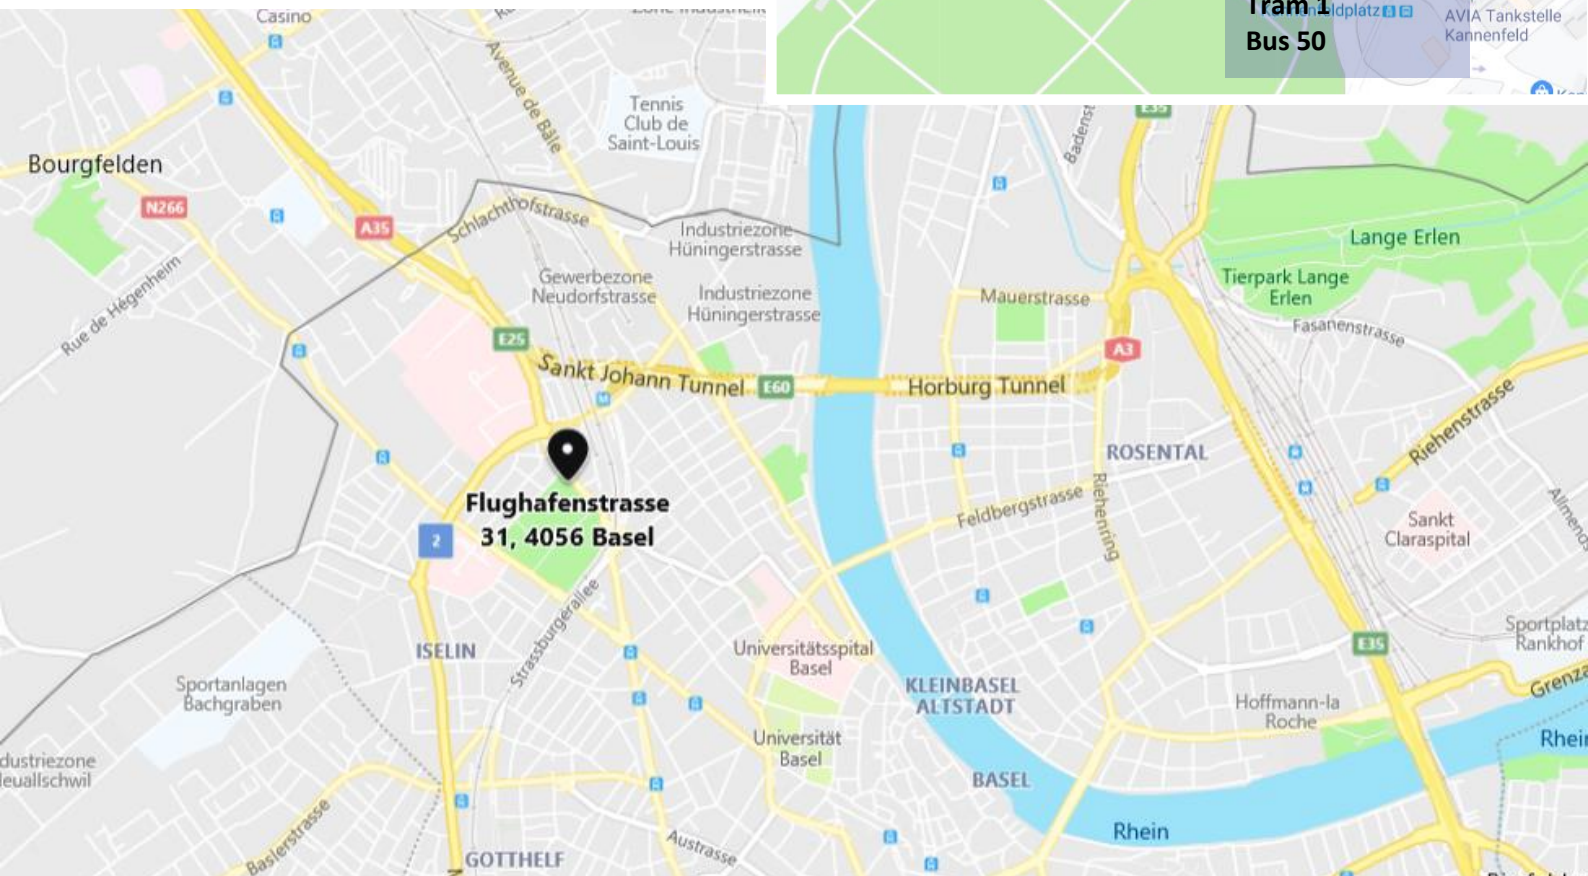 Casino
Tram 1
Bus 50
AVIA Tankstelle
Kannenfeld
Avenue de Bâle
Tennis
Club de
Saint-Louis
Bourgfelden
N266
A35
Schlachthofstrasse
Industriezone
Hüningerstrasse
Gewerbezone
Neudorfstrasse
Industriezone
Hüningerstrasse
Rue de Hégenheim
E25
Sankt Johann Tunnel
E60
Horburg Tunnel
A3
E35
Mauerstrasse
Lange Erlen
Tierpark Lange
Erlen
Fasanenstrasse
Riehenstrasse
ROSENTAL
Riehenring
Feldbergstrasse
Sankt
Claraspital
Flughafenstrasse
31, 4056 Basel
2
ISELIN
Strassburgerallee
Universitätsspital
Basel
Sportanlagen
Bachgraben
KLEINBASEL
ALTSTADT
Hoffmann-la
Roche
E35
Sportplatz
Rankhof
Universität
Basel
BASEL
Rhein
Rhein
Baslerstrasse
GOTTHELF
Austrasse